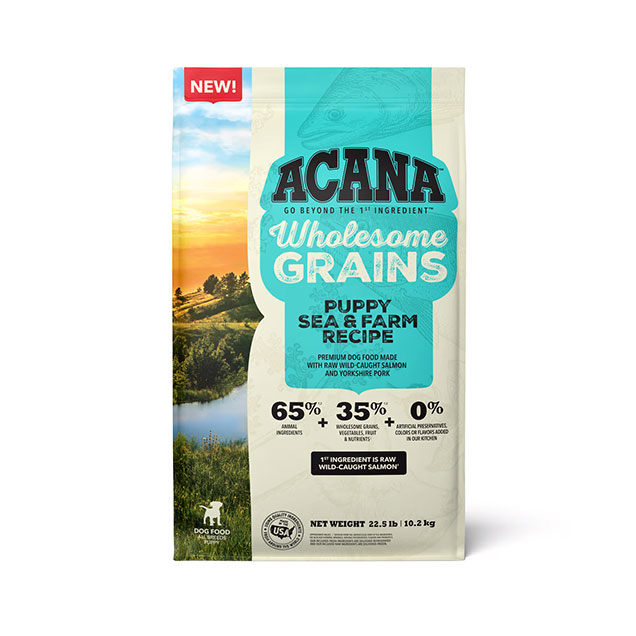 NEW!
ACANA™
GO BEYOND THE 1ST INGREDIENT™
Wholesome
GRAINS
PUPPY
SEA & FARM
RECIPE
PREMIUM DOG FOOD MADE
WITH RAW WILD-CAUGHT SALMON
AND YORKSHIRE PORK
65% + 35% + 0%
ANIMAL
INGREDIENTS
WHOLESOME GRAINS,
VEGETABLES, FRUIT
& NUTRIENTS
ARTIFICIAL PRESERVATIVES,
COLORS OR FLAVORS ADDED
IN OUR KITCHEN
1ST INGREDIENT IS RAW
WILD-CAUGHT SALMON
DOG FOOD
ALL BREEDS
PUPPY
USA
NET WEIGHT 22.5 lb | 10.2 kg